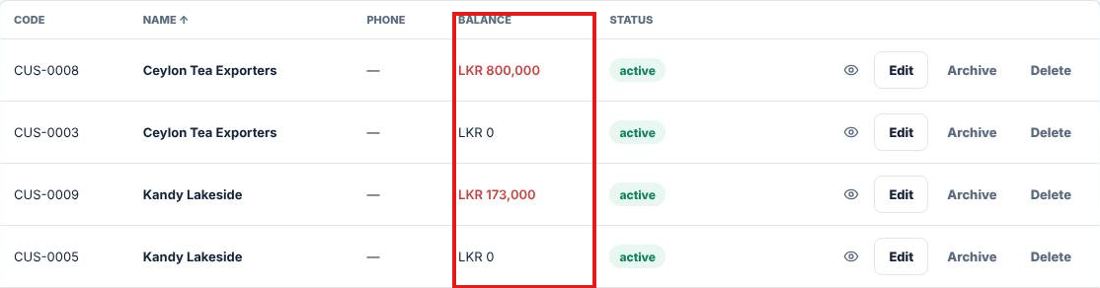 CODE NAME ↑ PHONE BALANCE STATUS
CUS-0008 Ceylon Tea Exporters — LKR 800,000 active Edit Archive Delete
CUS-0003 Ceylon Tea Exporters — LKR 0 active Edit Archive Delete
CUS-0009 Kandy Lakeside — LKR 173,000 active Edit Archive Delete
CUS-0005 Kandy Lakeside — LKR 0 active Edit Archive Delete